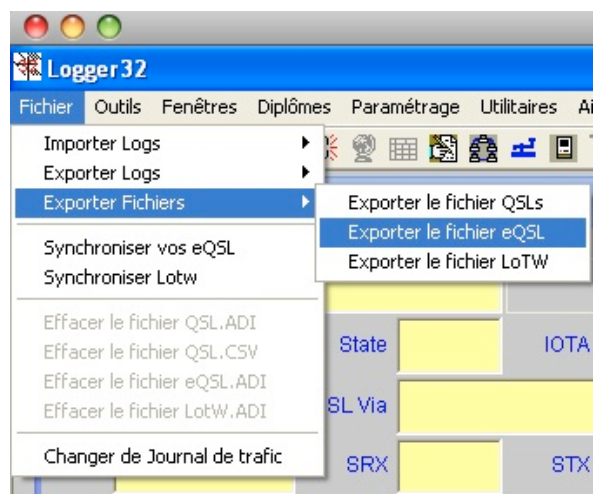 Logger32
Fichier Outils Fenêtres Diplômes Paramétrage Utilitaires
Importer Logs
Exporter Logs
Exporter Fichiers
Exporter le fichier QSLs
Exporter le fichier eQSL
Exporter le fichier LoTW
Synchroniser vos eQSL
Synchroniser Lotw
Effacer le fichier QSL.ADI
Effacer le fichier QSL.CSV
Effacer le fichier eQSL.ADI
Effacer le fichier LotW.ADI
Changer de Journal de trafic
State IOTA
SL Via
SRX STX